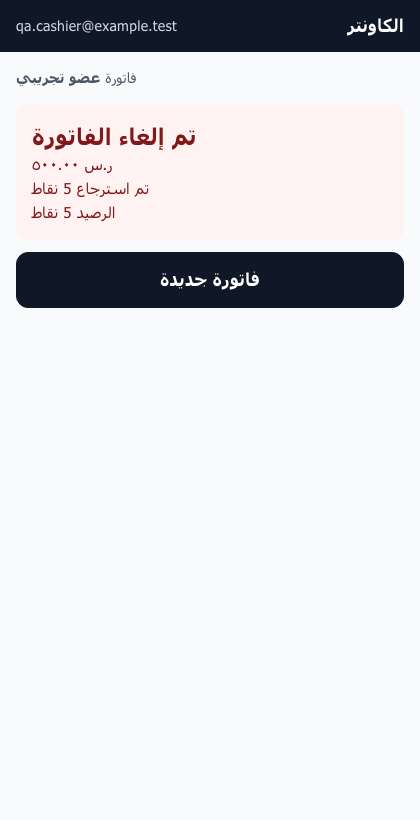 الكاونتر
qa.cashier@example.test
فاتورة عضو تجريبي
تم إلغاء الفاتورة
ر.س ٥٠٠.٠٠
تم استرجاع 5 نقاط
الرصيد 5 نقاط
فاتورة جديدة